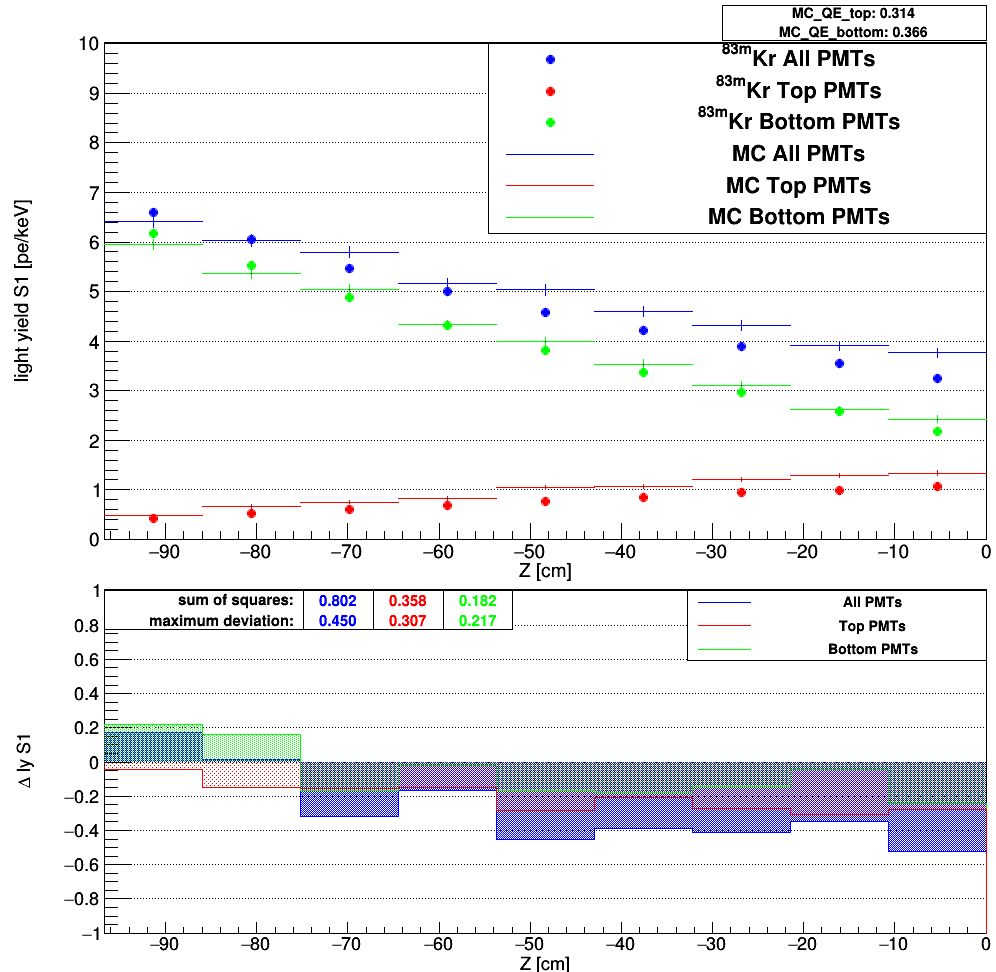 MC_QE_top: 0.314
MC_QE_bottom: 0.366
10
9
8
7
6
5
4
3
2
1
0
light yield S1 [pe/keV]
83mKr All PMTs
83mKr Top PMTs
83mKr Bottom PMTs
MC All PMTs
MC Top PMTs
MC Bottom PMTs
−90 −80 −70 −60 −50 −40 −30 −20 −10 0
Z [cm]
sum of squares: 0.802 0.358 0.182
maximum deviation: 0.450 0.307 0.217
All PMTs
Top PMTs
Bottom PMTs
1
0.8
0.6
0.4
0.2
0
−0.2
−0.4
−0.6
−0.8
−1
Δ ly S1
−90 −80 −70 −60 −50 −40 −30 −20 −10 0
Z [cm]